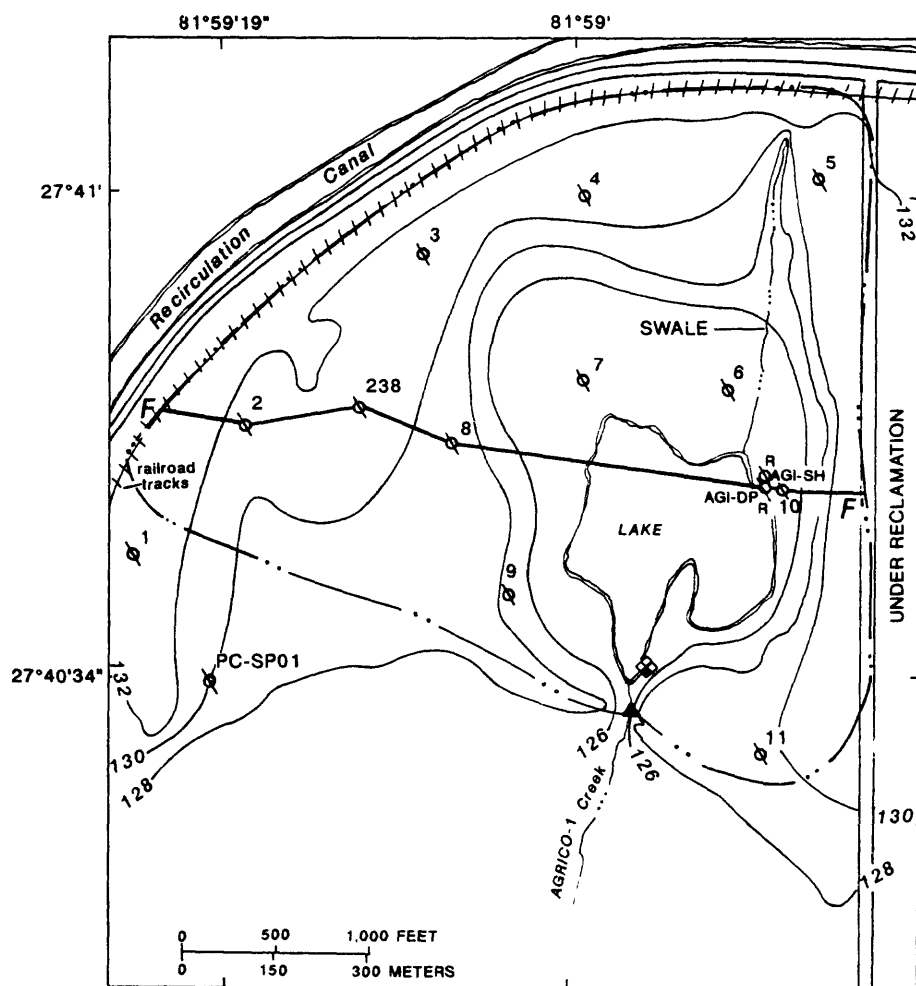 81°59'19"
81°59'
27°41'
Recirculation Canal
5
4
132
3
SWALE
7
6
238
F
2
8
railroad
tracks
R
AGI-SH
AGI-DP
R
10
F'
LAKE
UNDER RECLAMATION
1
9
27°40'34"
PC-SP01
132
130
128
126
126
11
130
128
AGRICO-1 Creek
0 500 1,000 FEET
0 150 300 METERS